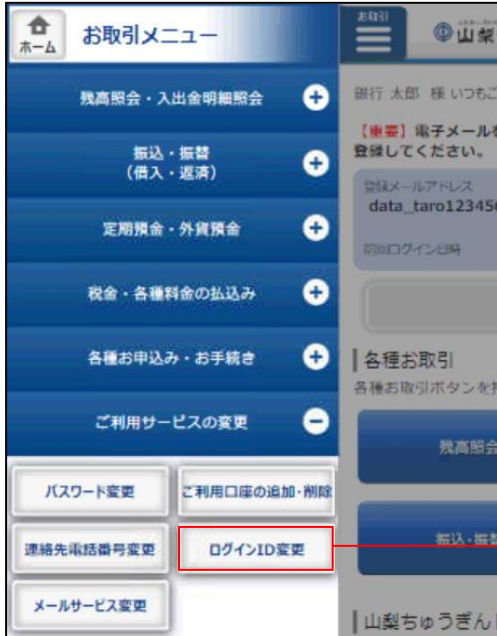 ホーム
お取引メニュー
残高照会・入出金明細照会
振込・振替
(借入・返済)
定期預金・外貨預金
税金・各種料金の払込み
各種お申込み・お手続き
ご利用サービスの変更
パスワード変更
ご利用口座の追加・削除
連絡先電話番号変更
ログインID変更
メールサービス変更
お取引
山梨
銀行 太郎 様 いつもご
【重要】電子メールを
登録してください。
登録メールアドレス
data_taro123456
前回ログイン日時
各種お取引
各種お取引ボタンを押
残高照会
振込・振替
山梨ちゅうぎん